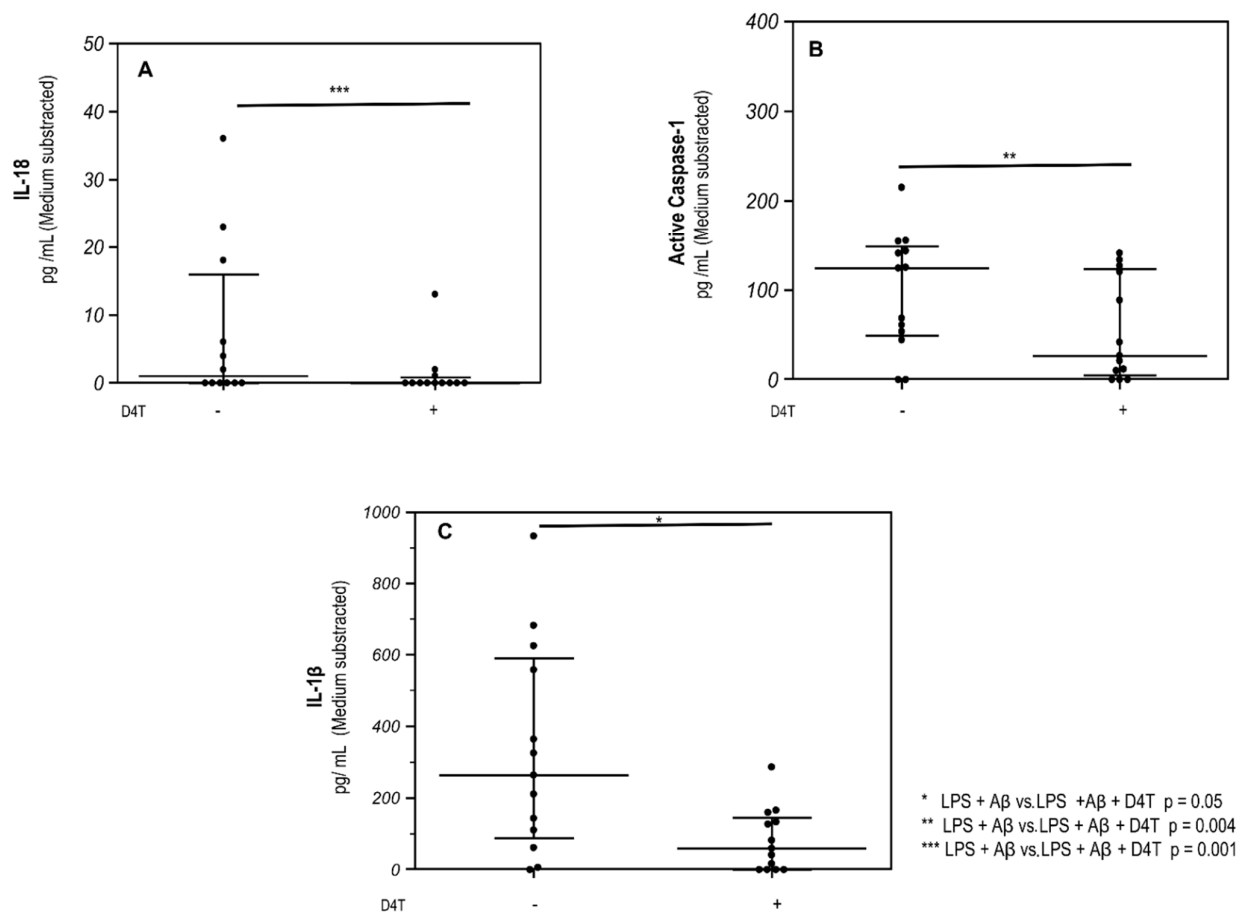 A
IL-18
pg /mL (Medium substracted)
50
40
30
20
10
0
***
D4T - +
B
Active Caspase-1
pg /mL (Medium substracted)
400
300
200
100
0
**
D4T - +
C
IL-1β
pg/ mL (Medium substracted)
1000
800
600
400
200
0
*
D4T - +
* LPS + Aβ vs.LPS +Aβ + D4T p = 0.05
** LPS + Aβ vs.LPS + Aβ + D4T p = 0.004
*** LPS + Aβ vs.LPS + Aβ + D4T p = 0.001